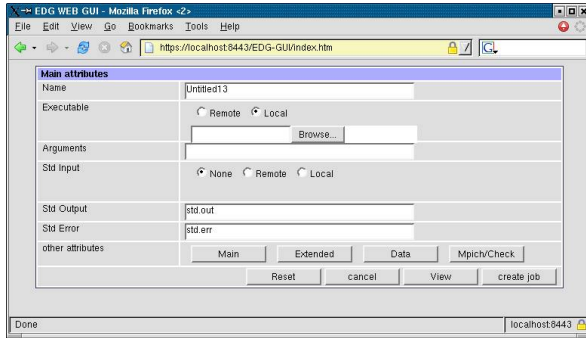 EDG WEB GUI - Mozilla Firefox <2>
File Edit View Go Bookmarks Tools Help
https://localhost:8443/EDG-GUI/index.htm
Main attributes
Name Untitled13
Executable Remote Local
Browse...
Arguments
Std Input None Remote Local
Std Output std.out
Std Error std.err
other attributes Main Extended Data Mpich/Check
Reset cancel View create job
Done localhost:8443